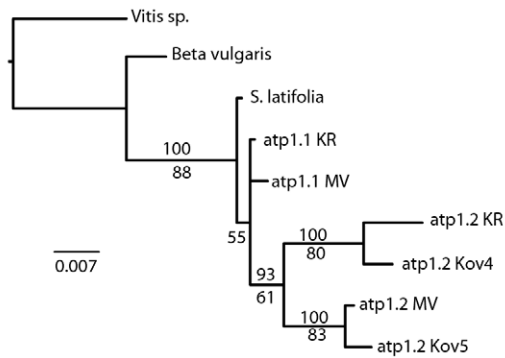 Vitis sp.
Beta vulgaris
S. latifolia
atp1.1 KR
100
88
atp1.1 MV
atp1.2 KR
55
100
80
atp1.2 Kov4
0.007
93
61
atp1.2 MV
100
83
atp1.2 Kov5